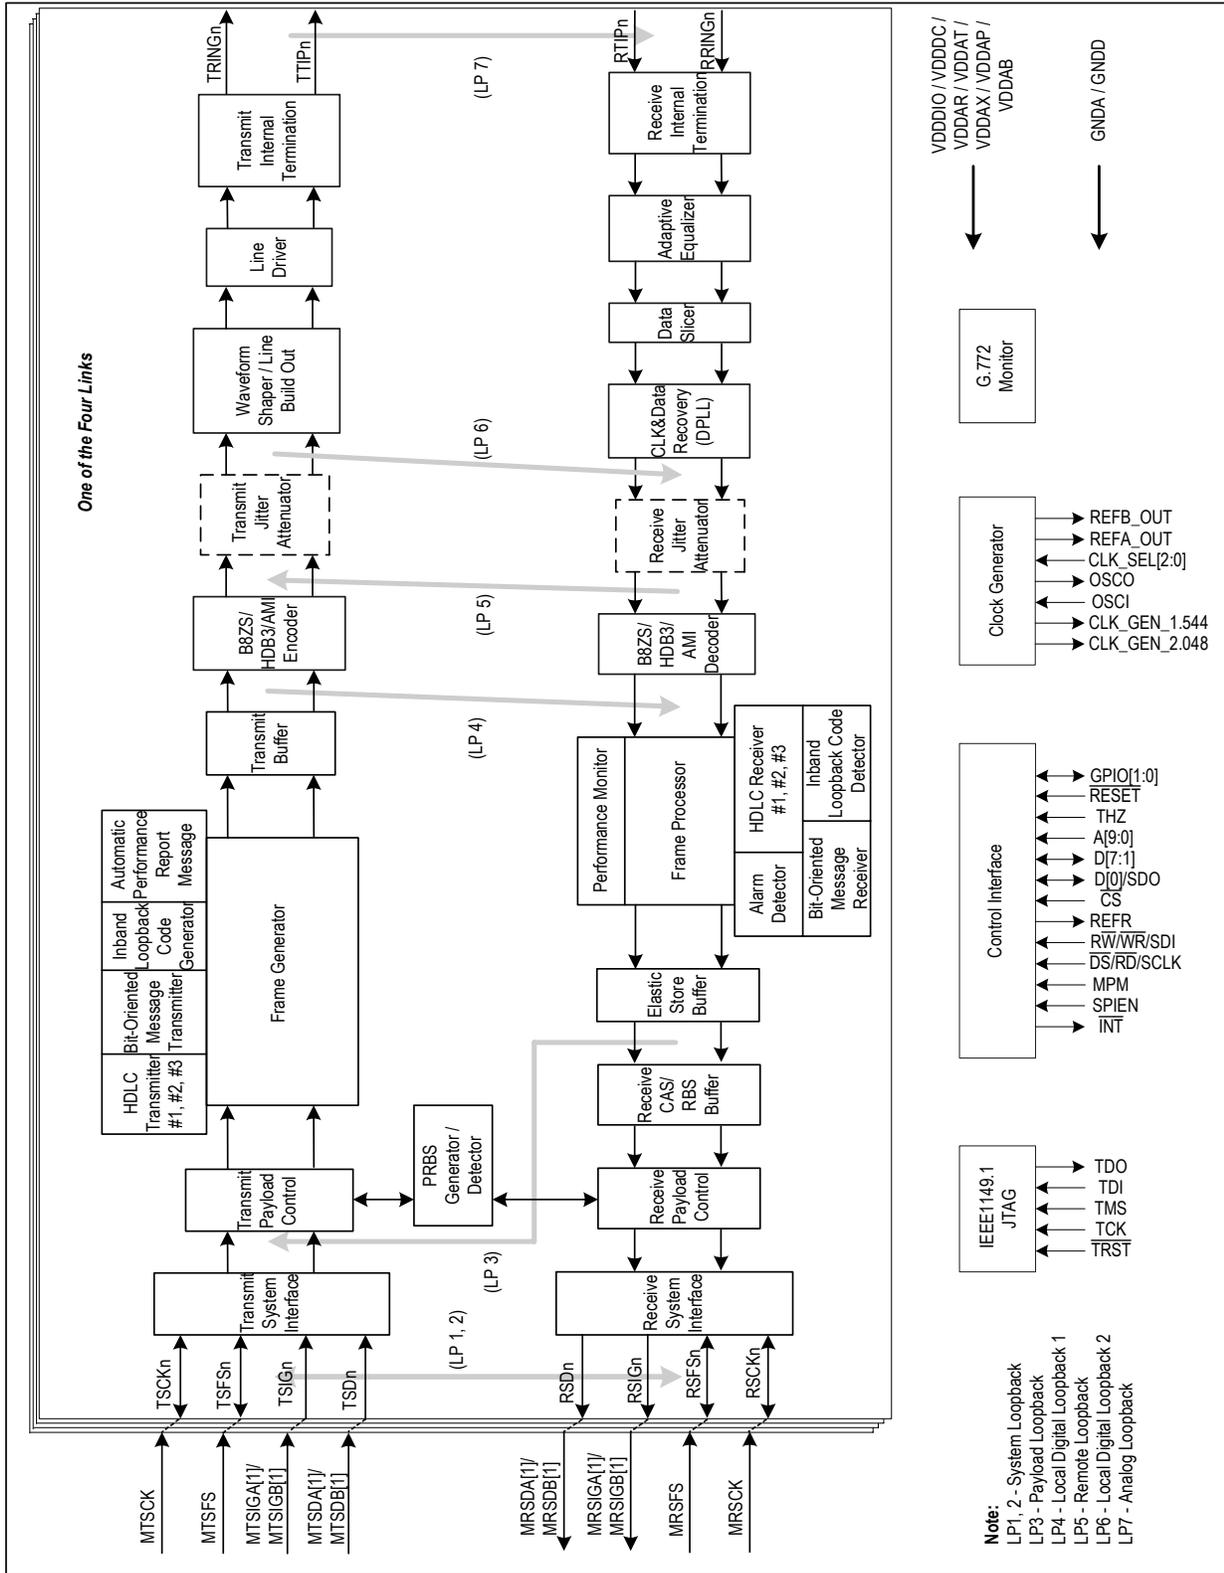 One of the Four Links
TRINGn
TTIPn
Transmit
Internal
Termination
Line
Driver
Waveform
Shaper / Line
Build Out
Transmit
Jitter
Attenuator
B8ZS/
HDB3/AMI
Encoder
Transmit
Buffer
Automatic
Performance
Report
Message
Inband
Loopback
Code
Generator
Bit-Oriented
Message
Transmitter
HDLC
Transmitter
#1, #2, #3
Frame Generator
Transmit
Payload
Control
Transmit
System
Interface
TSCKn
TSFSn
TSIGn
TSDn
MTSCK
MTSFS
MTSIGA[1]/
MTSIGB[1]
MTSDA[1]/
MTSDB[1]
(LP 7)
(LP 6)
(LP 5)
(LP 4)
(LP 3)
(LP 1, 2)
PRBS
Generator /
Detector
RTIPn
RRINGn
Receive
Internal
Termination
Adaptive
Equalizer
Data
Slicer
CLK&Data
Recovery
(DPLL)
Receive
Jitter
Attenuator
B8ZS/
HDB3/
AMI
Decoder
Performance Monitor
Frame Processor
HDLC Receiver
#1, #2, #3
Inband
Loopback Code
Detector
Alarm
Detector
Bit-Oriented
Message
Receiver
Elastic
Store
Buffer
Receive
CAS/
RBS
Buffer
Receive
Payload
Control
Receive
System
Interface
RSDn
RSIGn
RSFSn
RSCKn
MRSDA[1]/
MRSDB[1]
MRSIGA[1]/
MRSIGB[1]
MRSFS
MRSCK
VDDDIO / VDDDC /
VDDAR / VDDAT /
VDDAX / VDDAP /
VDDAB
GNDA / GNDD
G.772
Monitor
Clock Generator
REFB_OUT
REFA_OUT
CLK_SEL[2:0]
OSCO
OSCI
CLK_GEN_1.544
CLK_GEN_2.048
Control Interface
GPIO[1:0]
RESET
THZ
A[9:0]
D[7:1]
D[0]/SDO
CS
REFR
RW/WR/SDI
DS/RD/SCLK
MPM
SPIEN
INT
IEEE1149.1
JTAG
TDO
TDI
TMS
TCK
TRST
Note:
LP1, 2 - System Loopback
LP3 - Payload Loopback
LP4 - Local Digital Loopback 1
LP5 - Remote Loopback
LP6 - Local Digital Loopback 2
LP7 - Analog Loopback